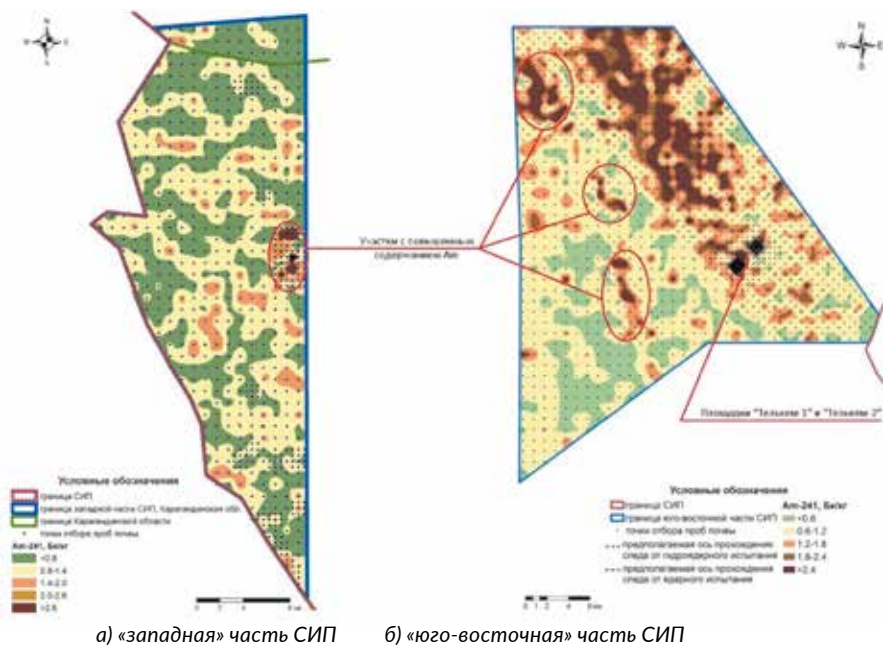 N
W E
S
N
W E
S
Участки с повышенным
содержанием Am
Площадки "Телькем 1" и "Телькем 2"
Условные обозначения
граница СИП
граница западной части СИП, Карагандинская обл.
граница Карагандинской области
точки отбора проб почвы
Am-241, Бк/кг
<0.8
0.8-1.4
1.4-2.0
2.0-2.6
>2.6
Условные обозначения
граница СИП
граница юго-восточной части СИП
точки отбора проб почвы
предполагаемая ось прохождения
следа от гидроядерного испытания
предполагаемая ось прохождения
следа от ядерного испытания
Am-241, Бк/кг
<0.6
0.6-1.2
1.2-1.8
1.8-2.4
>2.4
а) «западная» часть СИП б) «юго-восточная» часть СИП